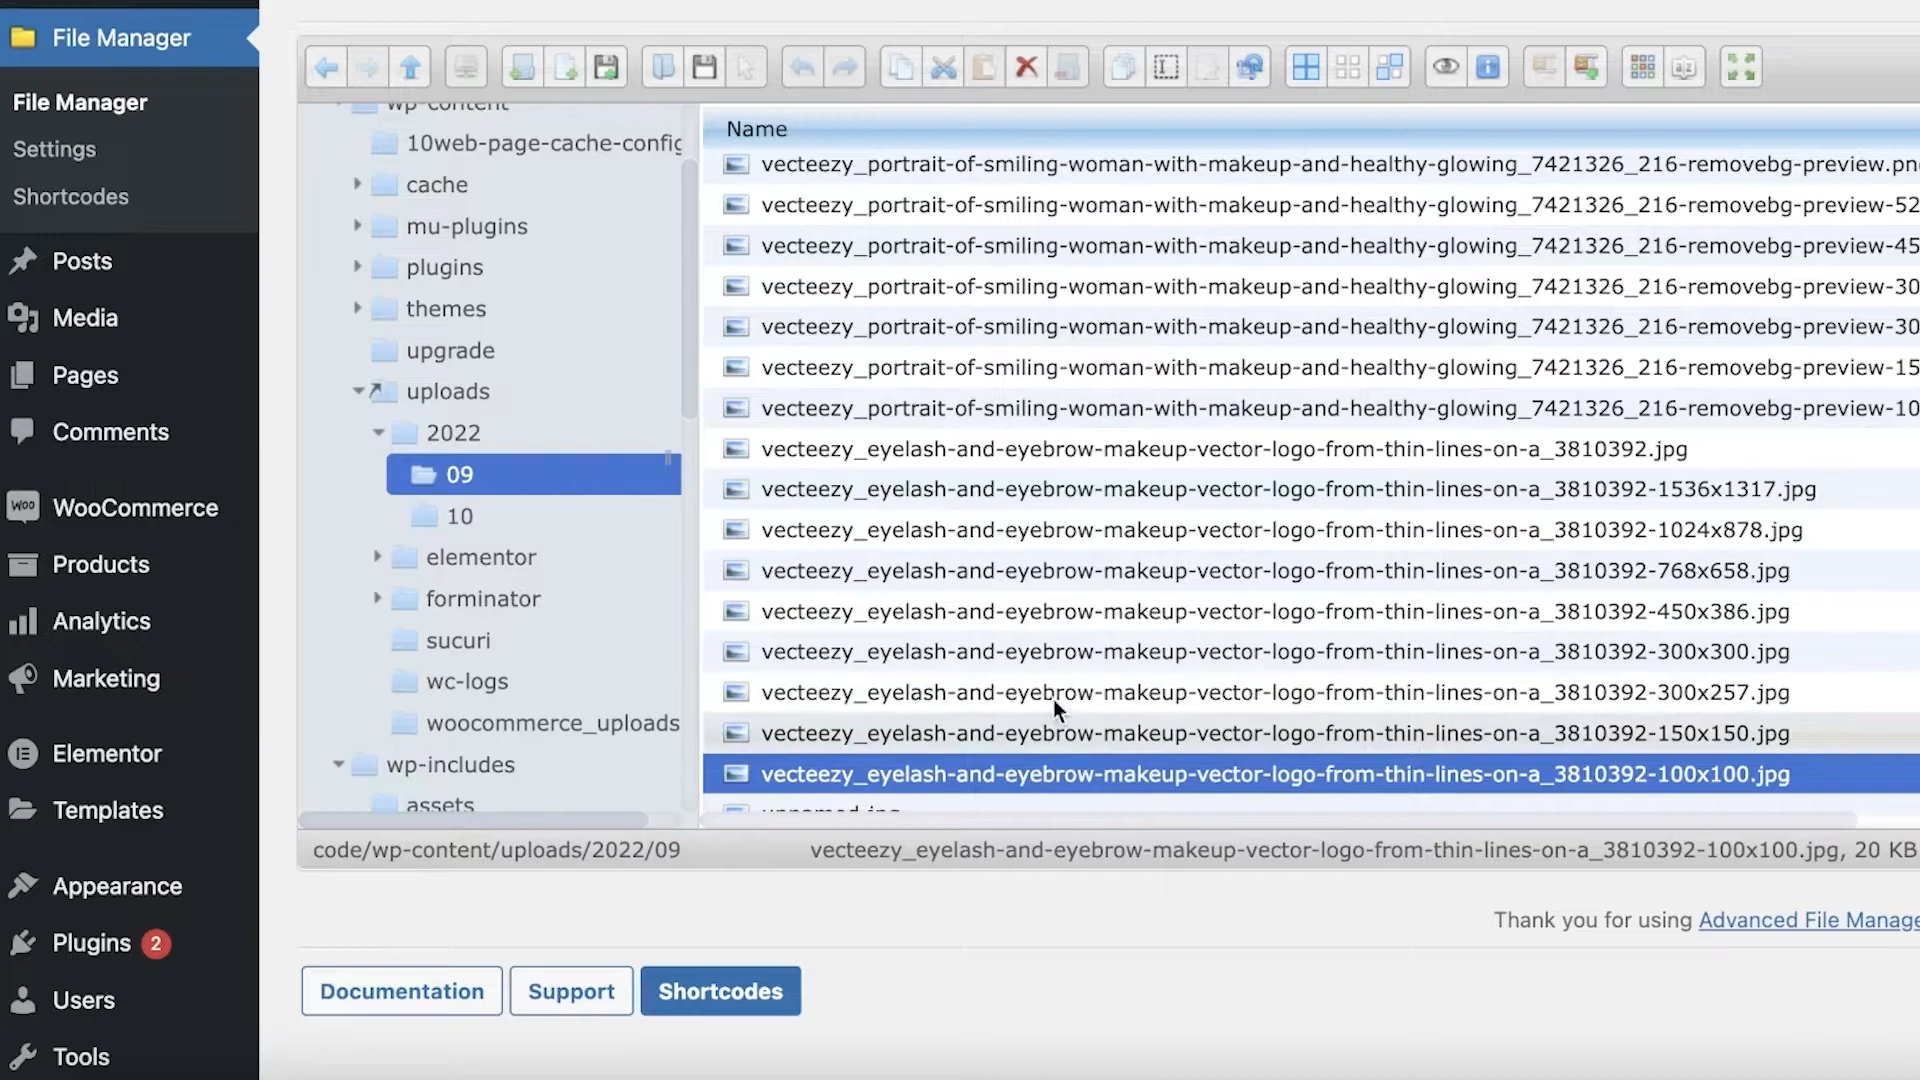 File Manager
File Manager
Settings
Shortcodes
Posts
Media
Pages
Comments
WooCommerce
Products
Analytics
Marketing
Elementor
Templates
Appearance
Plugins 2
Users
Tools
wp-content
10web-page-cache-config
cache
mu-plugins
plugins
themes
upgrade
uploads
2022
09
10
elementor
forminator
sucuri
wc-logs
woocommerce_uploads
wp-includes
assets
Name
vecteezy_portrait-of-smiling-woman-with-makeup-and-healthy-glowing_7421326_216-removebg-preview.pn
vecteezy_portrait-of-smiling-woman-with-makeup-and-healthy-glowing_7421326_216-removebg-preview-52
vecteezy_portrait-of-smiling-woman-with-makeup-and-healthy-glowing_7421326_216-removebg-preview-45
vecteezy_portrait-of-smiling-woman-with-makeup-and-healthy-glowing_7421326_216-removebg-preview-30
vecteezy_portrait-of-smiling-woman-with-makeup-and-healthy-glowing_7421326_216-removebg-preview-30
vecteezy_portrait-of-smiling-woman-with-makeup-and-healthy-glowing_7421326_216-removebg-preview-15
vecteezy_portrait-of-smiling-woman-with-makeup-and-healthy-glowing_7421326_216-removebg-preview-10
vecteezy_eyelash-and-eyebrow-makeup-vector-logo-from-thin-lines-on-a_3810392.jpg
vecteezy_eyelash-and-eyebrow-makeup-vector-logo-from-thin-lines-on-a_3810392-1536x1317.jpg
vecteezy_eyelash-and-eyebrow-makeup-vector-logo-from-thin-lines-on-a_3810392-1024x878.jpg
vecteezy_eyelash-and-eyebrow-makeup-vector-logo-from-thin-lines-on-a_3810392-768x658.jpg
vecteezy_eyelash-and-eyebrow-makeup-vector-logo-from-thin-lines-on-a_3810392-450x386.jpg
vecteezy_eyelash-and-eyebrow-makeup-vector-logo-from-thin-lines-on-a_3810392-300x300.jpg
vecteezy_eyelash-and-eyebrow-makeup-vector-logo-from-thin-lines-on-a_3810392-300x257.jpg
vecteezy_eyelash-and-eyebrow-makeup-vector-logo-from-thin-lines-on-a_3810392-150x150.jpg
vecteezy_eyelash-and-eyebrow-makeup-vector-logo-from-thin-lines-on-a_3810392-100x100.jpg
unnamed.jpg
code/wp-content/uploads/2022/09
vecteezy_eyelash-and-eyebrow-makeup-vector-logo-from-thin-lines-on-a_3810392-100x100.jpg, 20 KB
Thank you for using Advanced File Manage
Documentation
Support
Shortcodes